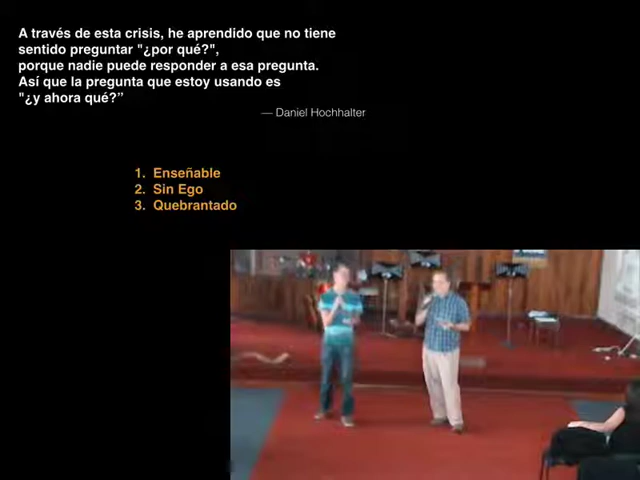 A través de esta crisis, he aprendido que no tiene
sentido preguntar "¿por qué?",
porque nadie puede responder a esa pregunta.
Así que la pregunta que estoy usando es
"¿y ahora qué?”
— Daniel Hochhalter
1. Enseñable
2. Sin Ego
3. Quebrantado